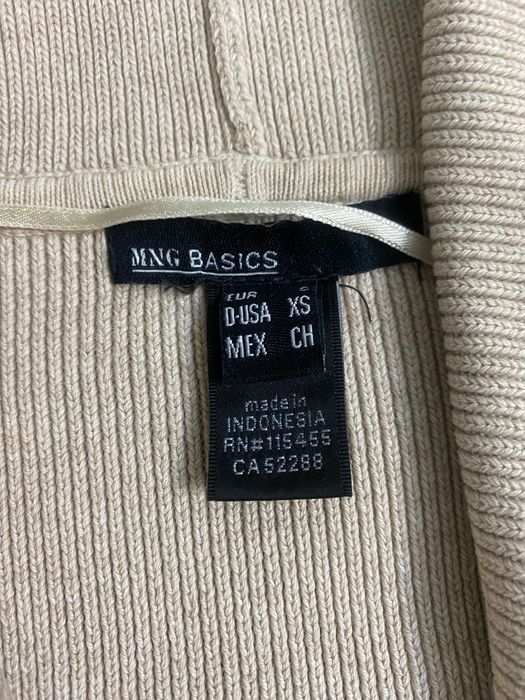 MNG BASICS
EUR
D-USA XS
MEX CH
made in
INDONESIA
RN#115455
CA52288